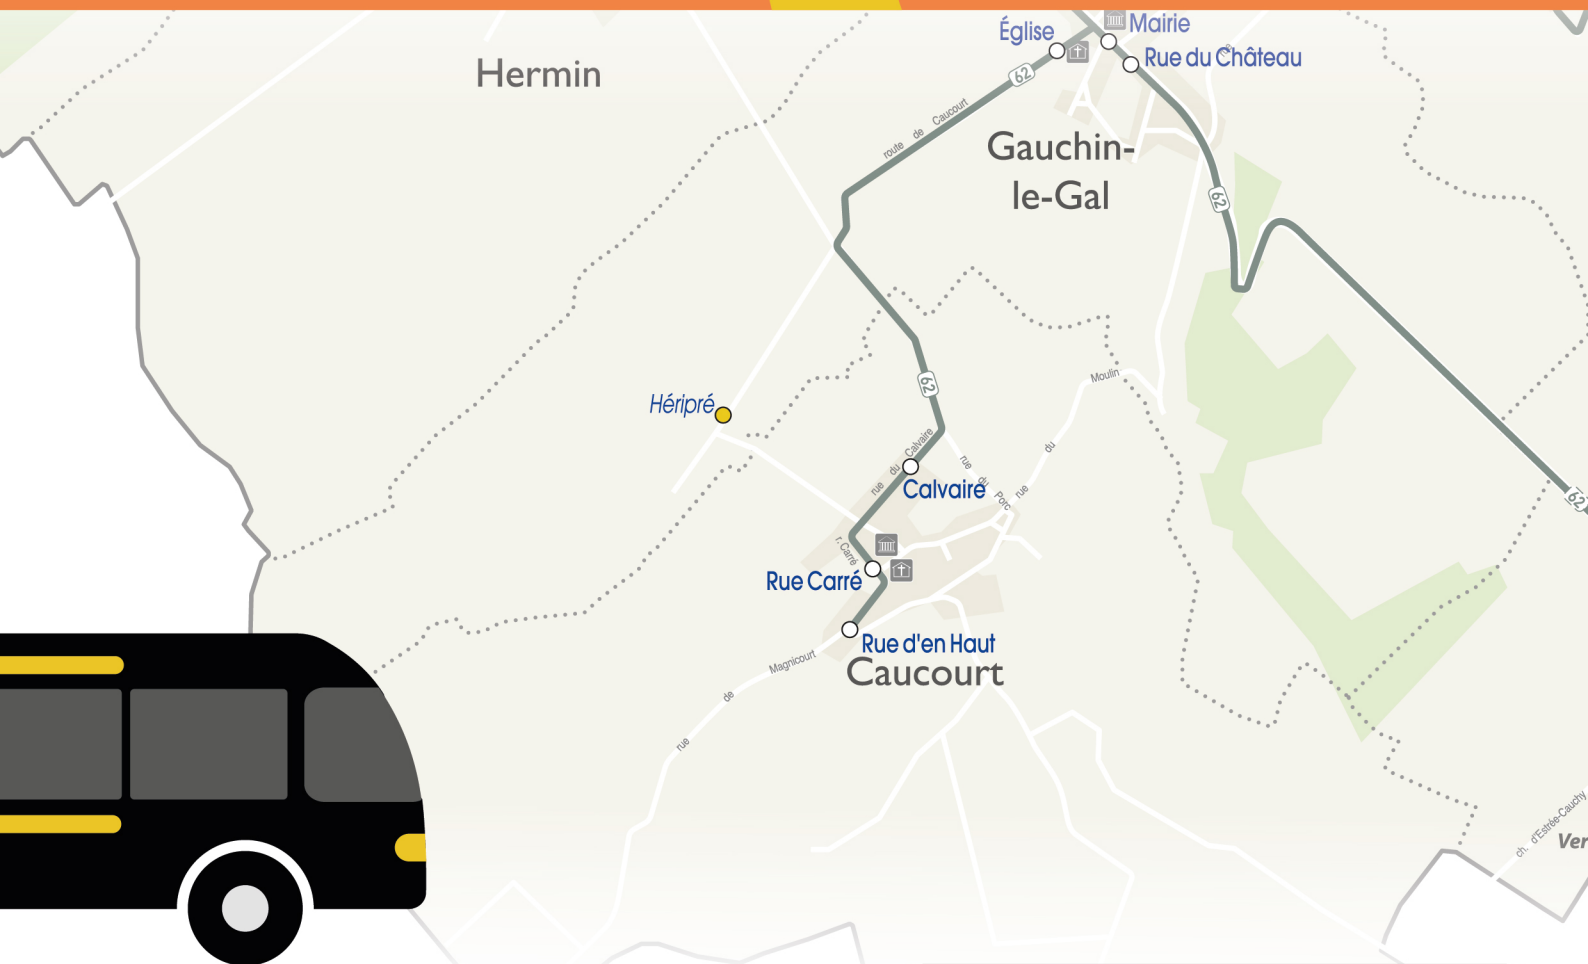 Mairie
Église
Rue du Château
Hermin
62
route de Caucourt
Gauchin-
le-Gal
62
62
Moulin
Héripré
rue du Calvaire
rue du Porc
rue du
62
Calvaire
r. Carré
Rue Carré
Rue d'en Haut
Caucourt
rue de Magnicourt
ch. d'Estrée-Cauchy
Ver